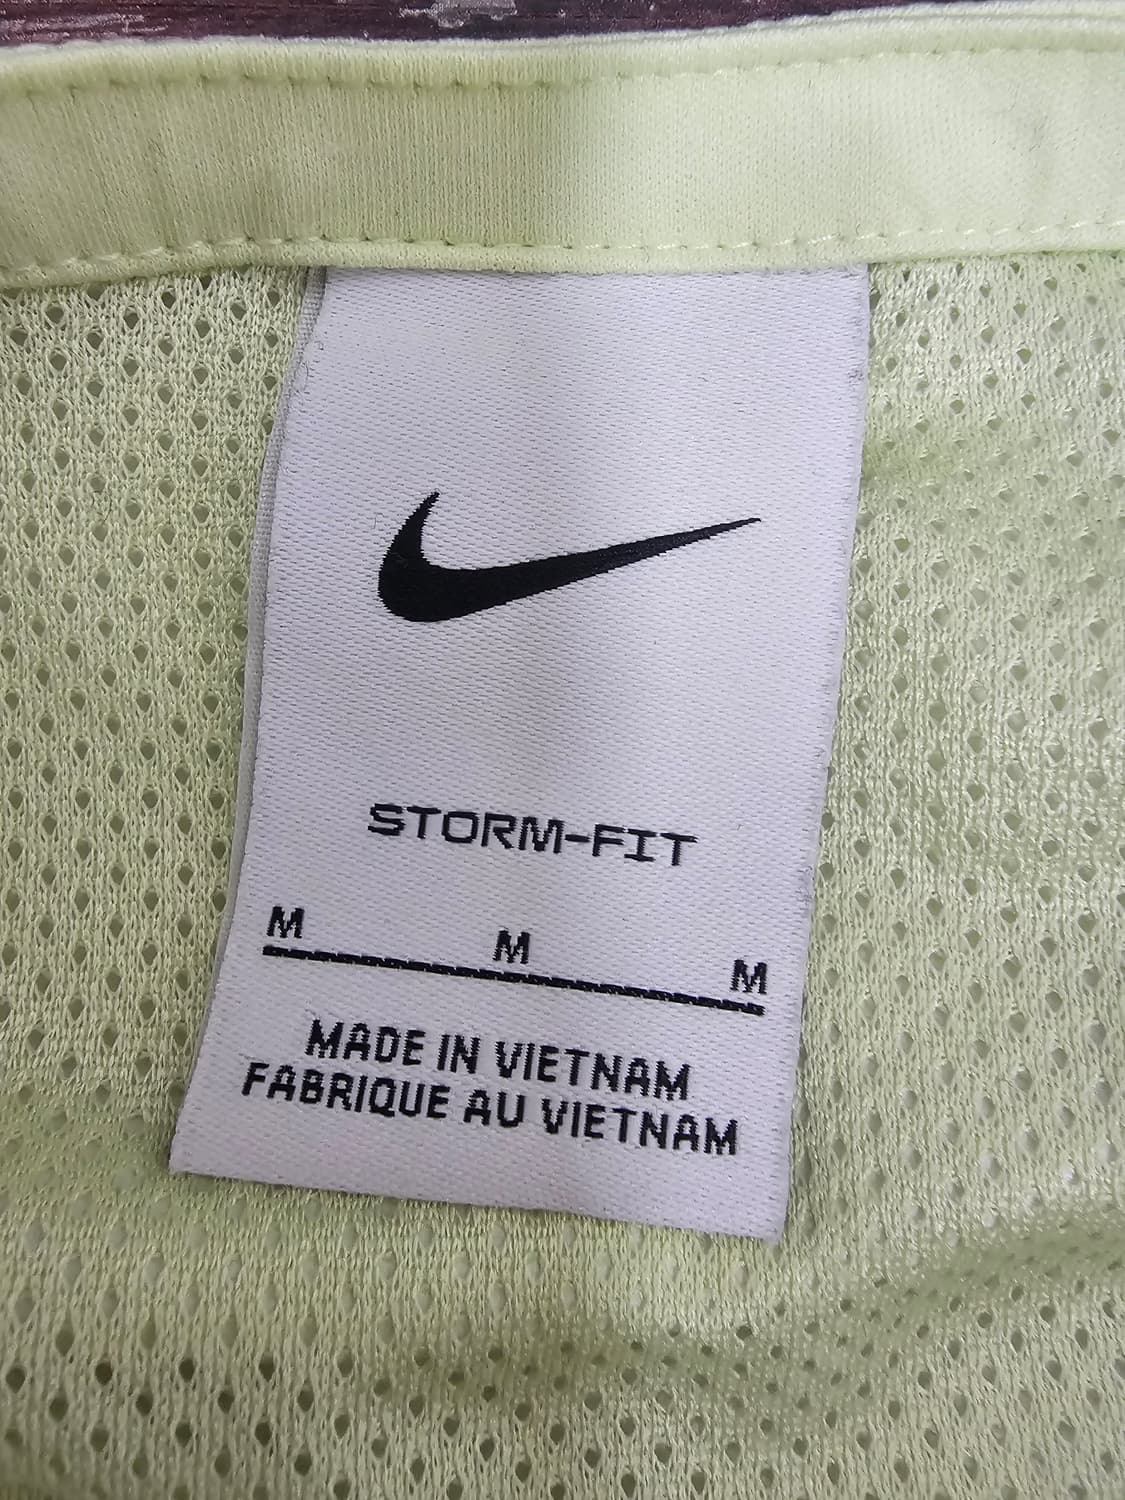 STORM-FIT
M M M
MADE IN VIETNAM
FABRIQUE AU VIETNAM